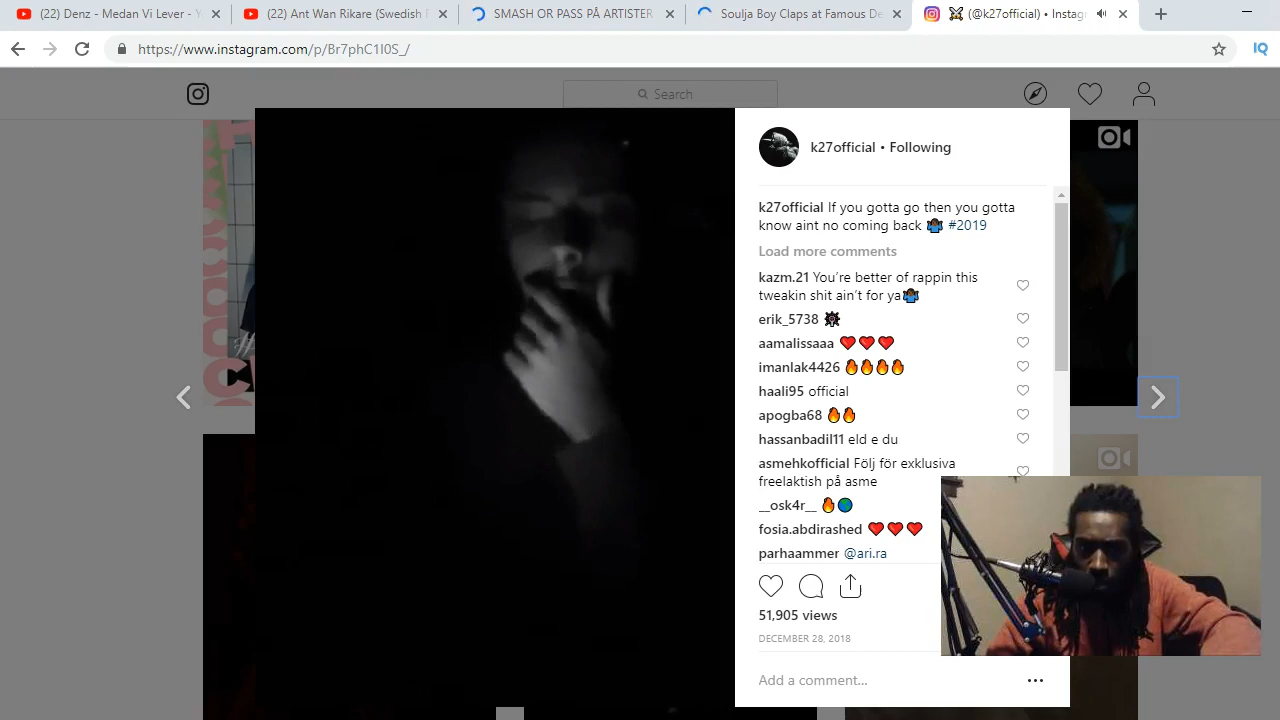 (22) Denz - Medan Vi Lever - Y
(22) Ant Wan Rikare (Swedish R
SMASH OR PASS PÅ ARTISTER
Soulja Boy Claps at Famous De
(@k27official) • Instag
IQ
https://www.instagram.com/p/Br7phC1l0S_/
Search
k27official • Following
k27official If you gotta go then you gotta
know aint no coming back #2019
Load more comments
kazm.21 You're better of rappin this
tweakin shit ain't for ya
erik_5738
aamalissaaa
imanlak4426
haali95 official
apogba68
hassanbadil11 eld e du
asmehkofficial Följ för exklusiva
freelaktish på asme
__osk4r__
fosia.abdirashed
parhaammer @ari.ra
51,905 views
DECEMBER 28, 2018
Add a comment...